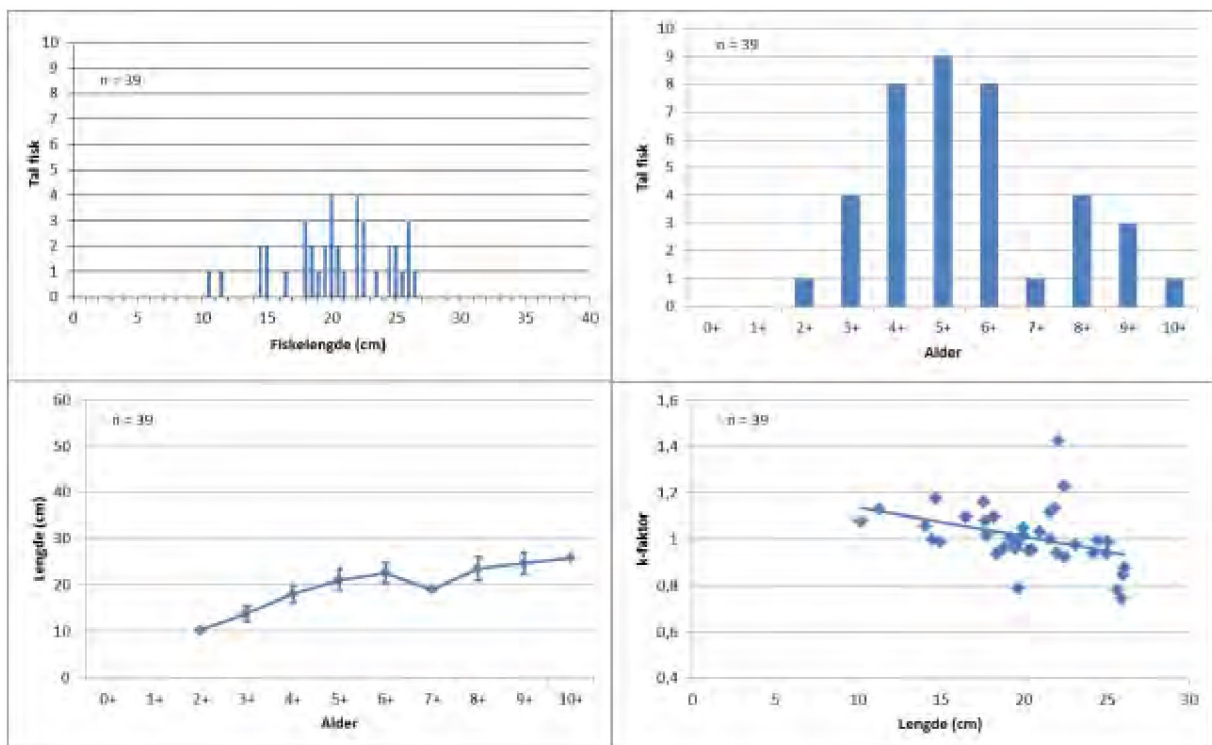 n = 39
10
9
8
7
6
5
4
3
2
1
0
Tal fisk
0 5 10 15 20 25 30 35 40
Fiskelengde (cm)
n = 39
10
9
8
7
6
5
4
3
2
1
0
Tal fisk
0+ 1+ 2+ 3+ 4+ 5+ 6+ 7+ 8+ 9+ 10+
Alder
n = 39
60
50
40
30
20
10
0
Lengde (cm)
0+ 1+ 2+ 3+ 4+ 5+ 6+ 7+ 8+ 9+ 10+
Alder
n = 39
1,6
1,4
1,2
1
0,8
0,6
0,4
k-faktor
0 5 10 15 20 25 30
Lengde (cm)